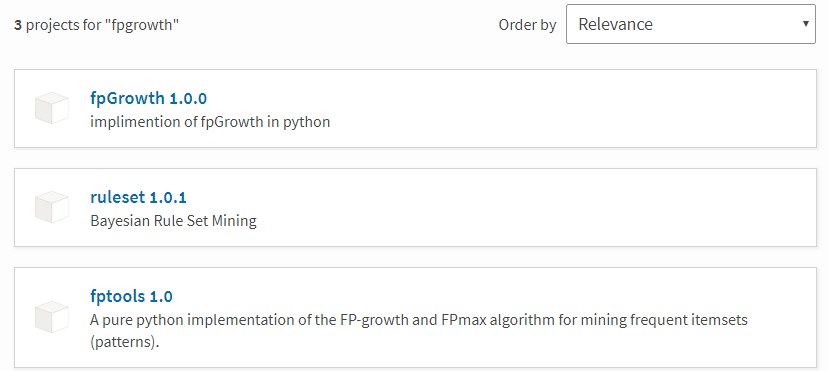 3 projects for "fpgrowth"
Order by
Relevance
fpGrowth 1.0.0
implimention of fpGrowth in python
ruleset 1.0.1
Bayesian Rule Set Mining
fptools 1.0
A pure python implementation of the FP-growth and FPmax algorithm for mining frequent itemsets
(patterns).